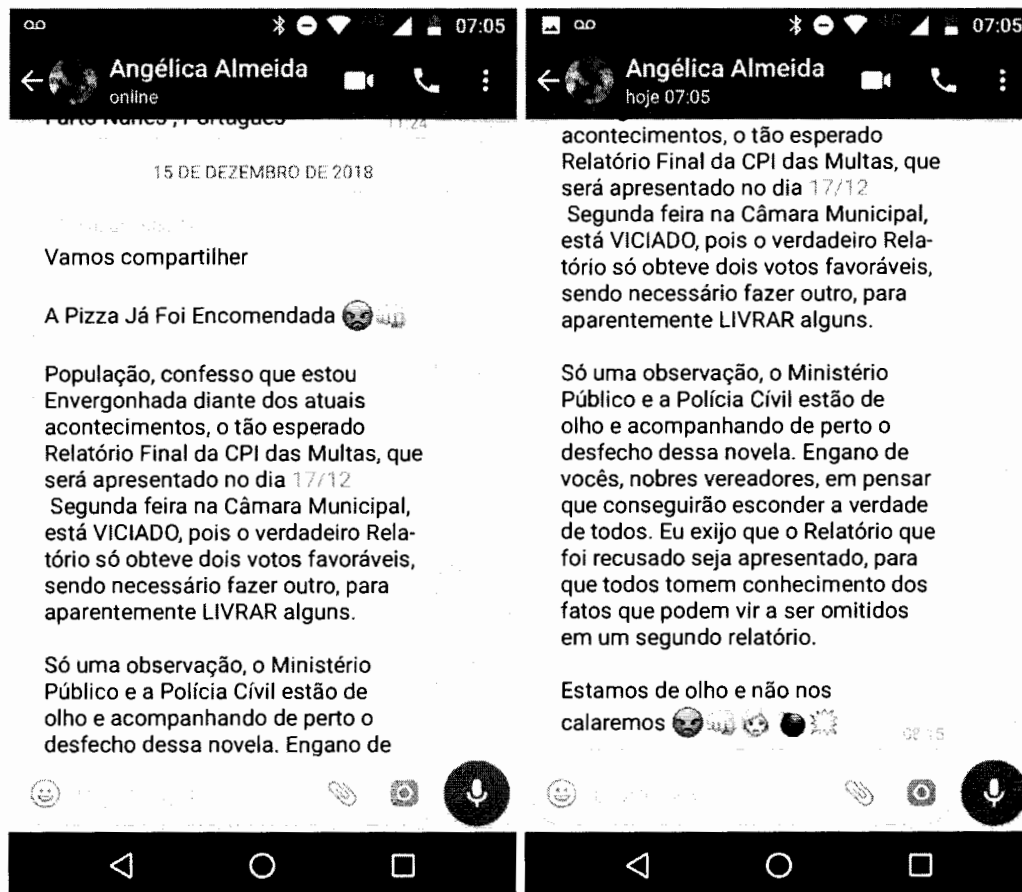 07:05
Angélica Almeida
online
15 DE DEZEMBRO DE 2018
Vamos compartilher
A Pizza Já Foi Encomendada 😡👊
População, confesso que estou
Envergonhada diante dos atuais
acontecimentos, o tão esperado
Relatório Final da CPI das Multas, que
será apresentado no dia 17/12
Segunda feira na Câmara Municipal,
está VICIADO, pois o verdadeiro Rela-
tório só obteve dois votos favoráveis,
sendo necessário fazer outro, para
aparentemente LIVRAR alguns.
Só uma observação, o Ministério
Público e a Polícia Cívil estão de
olho e acompanhando de perto o
desfecho dessa novela. Engano de
07:05
Angélica Almeida
hoje 07:05
acontecimentos, o tão esperado
Relatório Final da CPI das Multas, que
será apresentado no dia 17/12
Segunda feira na Câmara Municipal,
está VICIADO, pois o verdadeiro Rela-
tório só obteve dois votos favoráveis,
sendo necessário fazer outro, para
aparentemente LIVRAR alguns.
Só uma observação, o Ministério
Público e a Polícia Cívil estão de
olho e acompanhando de perto o
desfecho dessa novela. Engano de
vocês, nobres vereadores, em pensar
que conseguirão esconder a verdade
de todos. Eu exijo que o Relatório que
foi recusado seja apresentado, para
que todos tomem conhecimento dos
fatos que podem vir a ser omitidos
em um segundo relatório.
Estamos de olho e não nos
calaremos 😡👊 💣💥